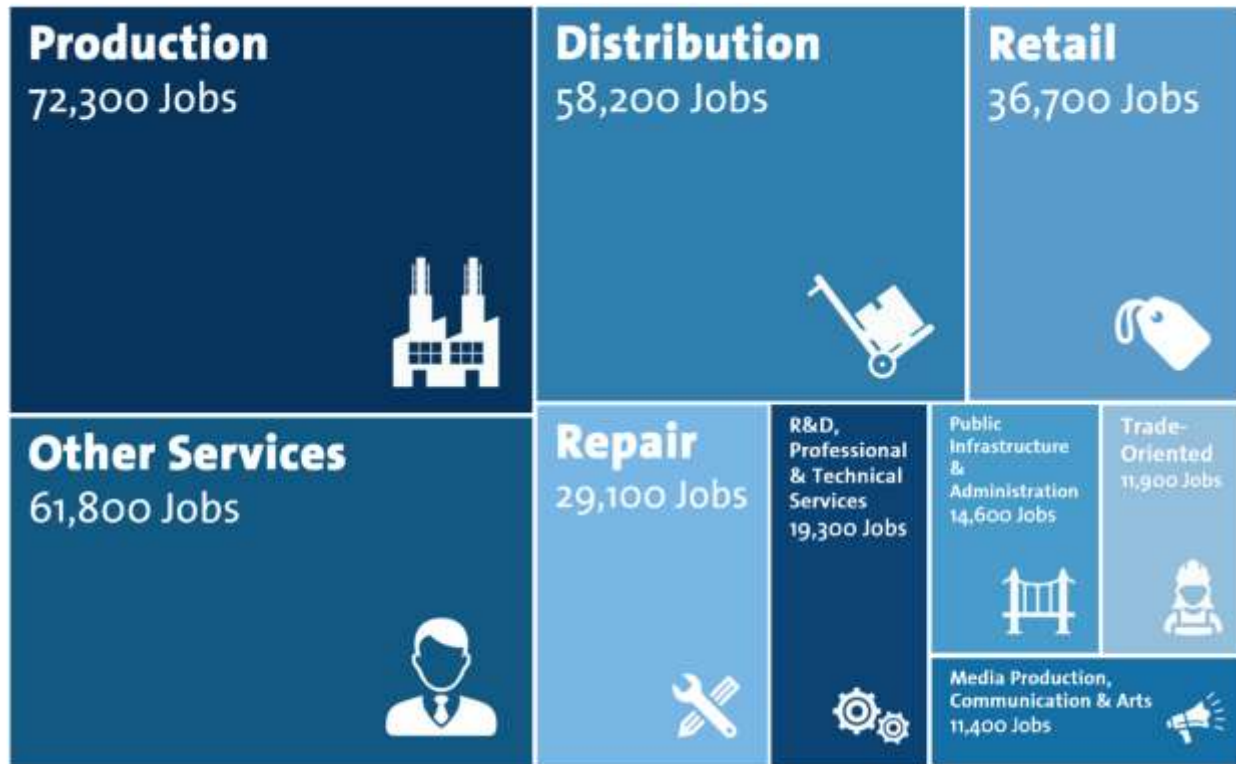 Production
72,300 Jobs
Distribution
58,200 Jobs
Retail
36,700 Jobs
Other Services
61,800 Jobs
Repair
29,100 Jobs
R&D,
Professional
& Technical
Services
19,300 Jobs
Public
Infrastructure
&
Administration
14,600 Jobs
Trade-
Oriented
11,900 Jobs
Media Production,
Communication & Arts
11,400 Jobs